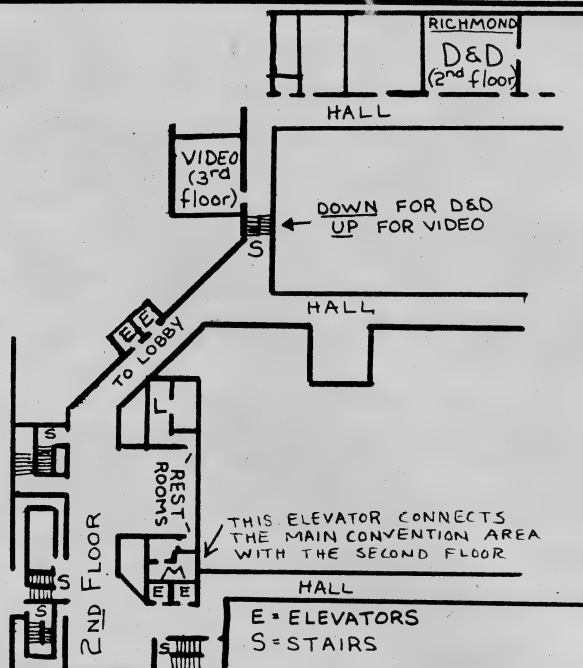 RICHMOND
D&D
(2nd floor)
HALL
VIDEO
(3rd
floor)
DOWN FOR D&D
UP FOR VIDEO
S
HALL
E E
TO LOBBY
L
S
REST
ROOMS
THIS ELEVATOR CONNECTS
THE MAIN CONVENTION AREA
WITH THE SECOND FLOOR
M
E E
HALL
2ND FLOOR
S
S
S
E = ELEVATORS
S = STAIRS